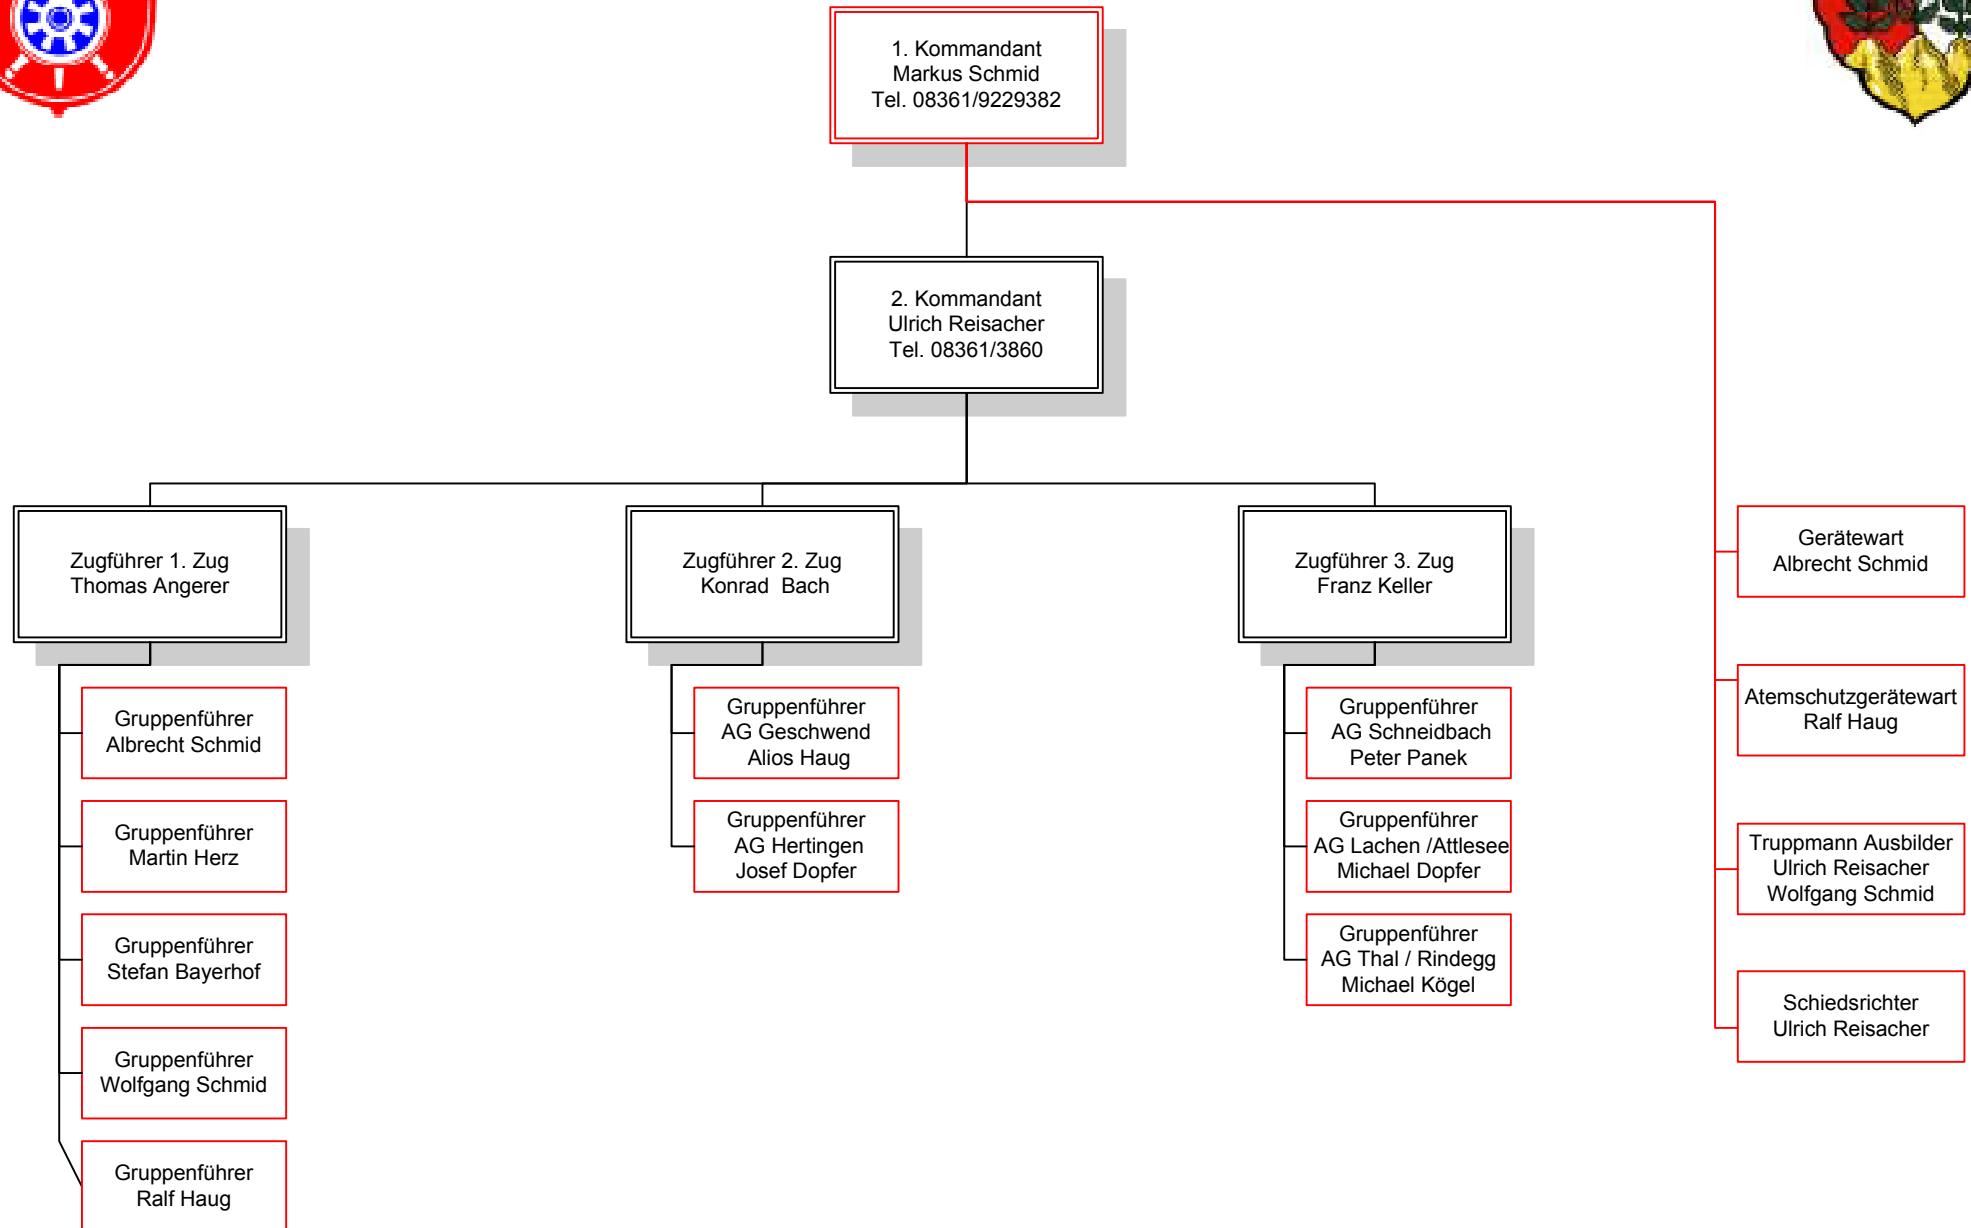 1. Kommandant
Markus Schmid
Tel. 08361/9229382
2. Kommandant
Ulrich Reisacher
Tel. 08361/3860
Zugführer 1. Zug
Thomas Angerer
Zugführer 2. Zug
Konrad  Bach
Zugführer 3. Zug
Franz Keller
Gruppenführer
Albrecht Schmid
Gruppenführer
Martin Herz
Gruppenführer
Stefan Bayerhof
Gruppenführer
Wolfgang Schmid
Gruppenführer
Ralf Haug
Gruppenführer
AG Geschwend
Alios Haug
Gruppenführer
AG Hertingen
Josef Dopfer
Gruppenführer
AG Schneidbach
Peter Panek
Gruppenführer
AG Lachen /Attlesee
Michael Dopfer
Gruppenführer
AG Thal / Rindegg
Michael Kögel
Gerätewart
Albrecht Schmid
Atemschutzgerätewart
Ralf Haug
Truppmann Ausbilder
Ulrich Reisacher
Wolfgang Schmid
Schiedsrichter
Ulrich Reisacher